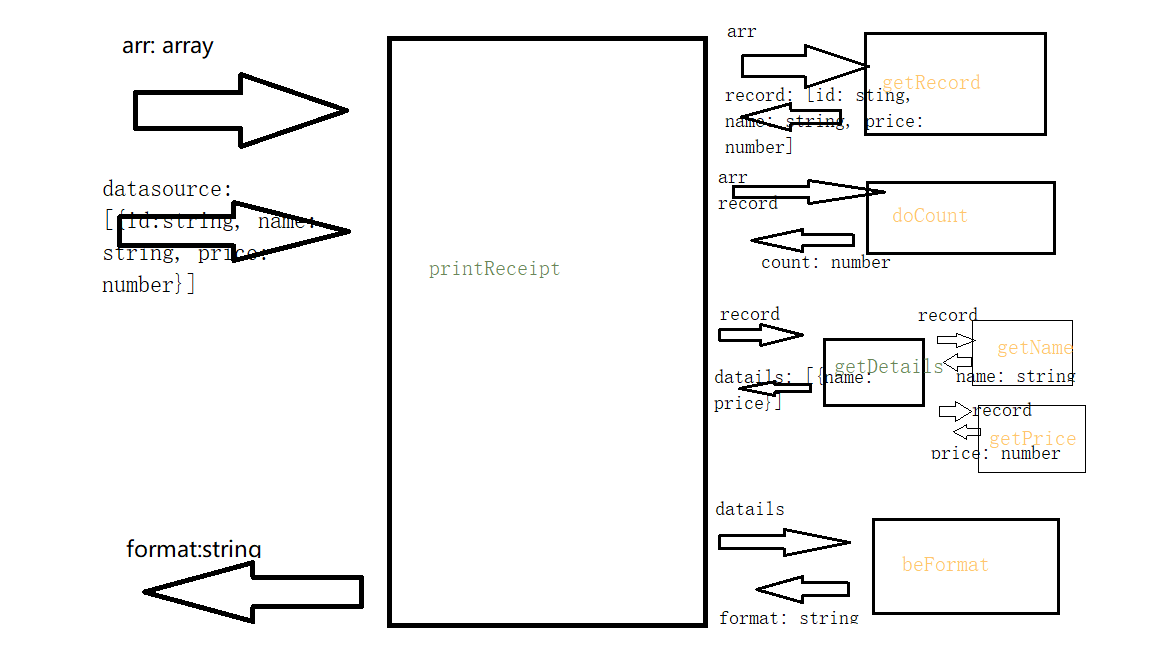 arr: array
datasource:
[{id:string, name:
string, price:
number}]
format:string
printReceipt
arr
getRecord
record: [id: sting,
name: string, price:
number]
arr
record
doCount
count: number
record
getDetails
datails: [{name:
price}]
record
getName
name: string
record
getPrice
price: number
datails
beFormat
format: string